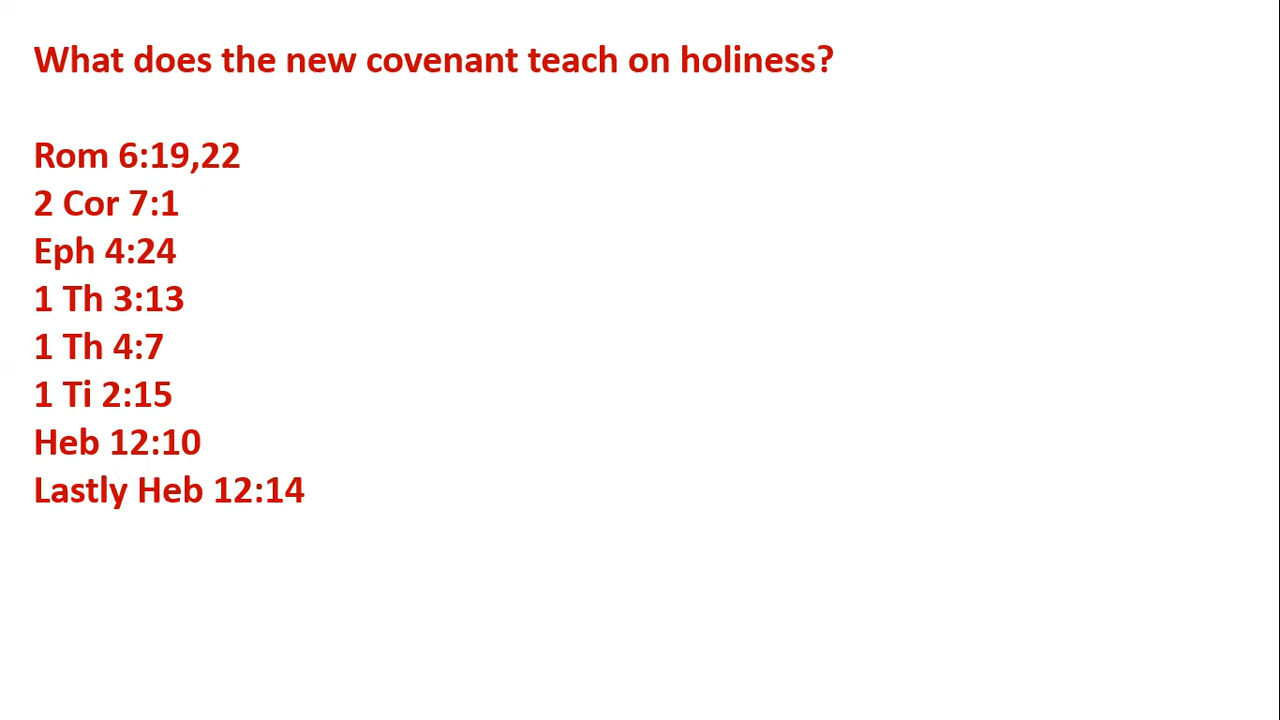 What does the new covenant teach on holiness?
Rom 6:19,22
2 Cor 7:1
Eph 4:24
1 Th 3:13
1 Th 4:7
1 Ti 2:15
Heb 12:10
Lastly Heb 12:14